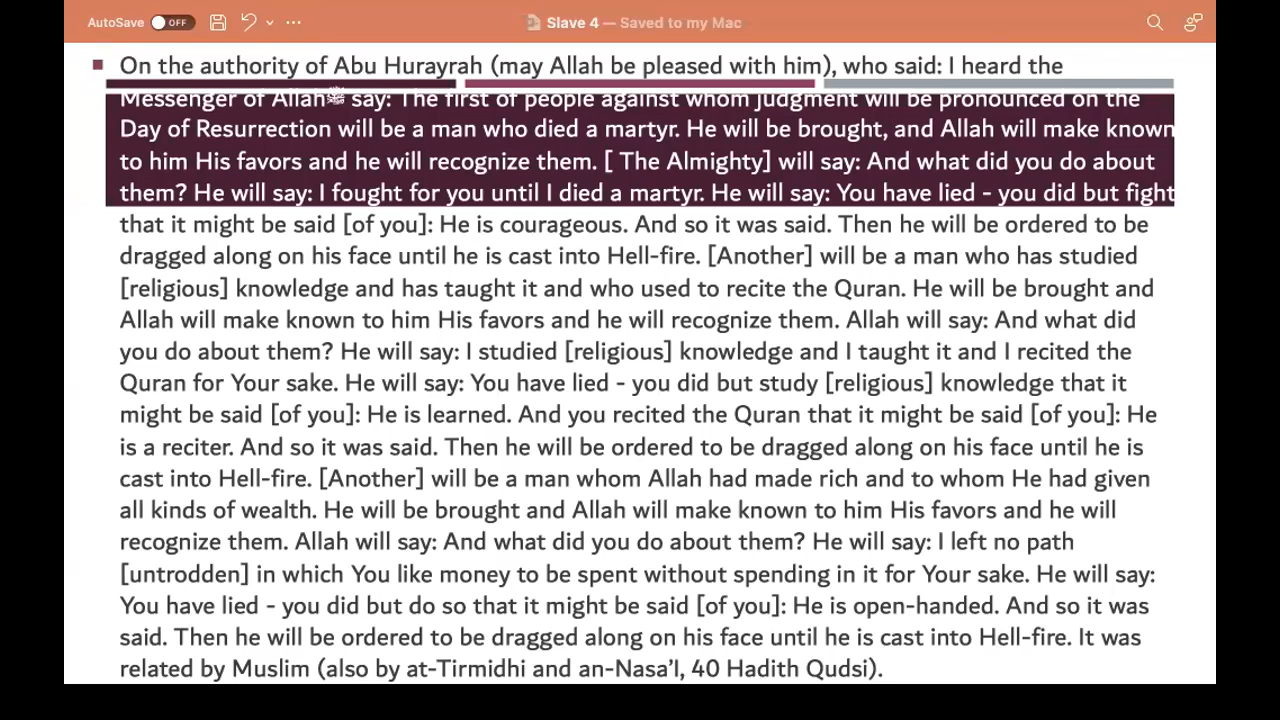 AutoSave OFF ... Slave 4 — Saved to my Mac
■ On the authority of Abu Hurayrah (may Allah be pleased with him), who said: I heard the
Messenger of Allahﷺ say: The first of people against whom judgment will be pronounced on the
Day of Resurrection will be a man who died a martyr. He will be brought, and Allah will make known
to him His favors and he will recognize them. [ The Almighty] will say: And what did you do about
them? He will say: I fought for you until I died a martyr. He will say: You have lied - you did but fight
that it might be said [of you]: He is courageous. And so it was said. Then he will be ordered to be
dragged along on his face until he is cast into Hell-fire. [Another] will be a man who has studied
[religious] knowledge and has taught it and who used to recite the Quran. He will be brought and
Allah will make known to him His favors and he will recognize them. Allah will say: And what did
you do about them? He will say: I studied [religious] knowledge and I taught it and I recited the
Quran for Your sake. He will say: You have lied - you did but study [religious] knowledge that it
might be said [of you]: He is learned. And you recited the Quran that it might be said [of you]: He
is a reciter. And so it was said. Then he will be ordered to be dragged along on his face until he is
cast into Hell-fire. [Another] will be a man whom Allah had made rich and to whom He had given
all kinds of wealth. He will be brought and Allah will make known to him His favors and he will
recognize them. Allah will say: And what did you do about them? He will say: I left no path
[untrodden] in which You like money to be spent without spending in it for Your sake. He will say:
You have lied - you did but do so that it might be said [of you]: He is open-handed. And so it was
said. Then he will be ordered to be dragged along on his face until he is cast into Hell-fire. It was
related by Muslim (also by at-Tirmidhi and an-Nasa’I, 40 Hadith Qudsi).